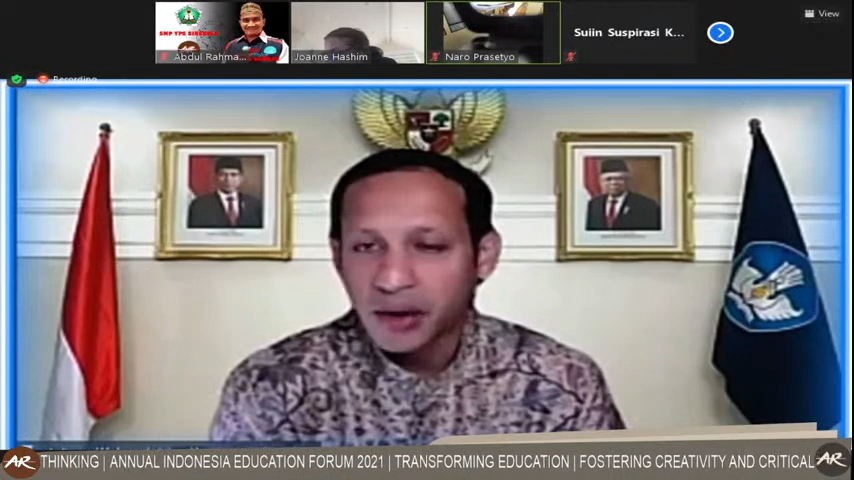 View
SMP YPS SINGKOLE
Abdul Rahma...
Joanne Hashim
Naro Prasetyo
Suiin Suspirasi K...
Recording
AR
THINKING | ANNUAL INDONESIA EDUCATION FORUM 2021 | TRANSFORMING EDUCATION | FOSTERING CREATIVITY AND CRITICAL
AR